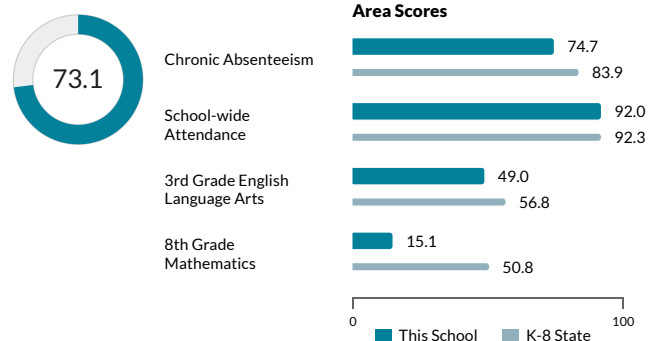 Area Scores
73.1
Chronic Absenteeism
74.7
83.9
School-wide
Attendance
92.0
92.3
3rd Grade English
Language Arts
49.0
56.8
8th Grade
Mathematics
15.1
50.8
0
100
This School
K-8 State